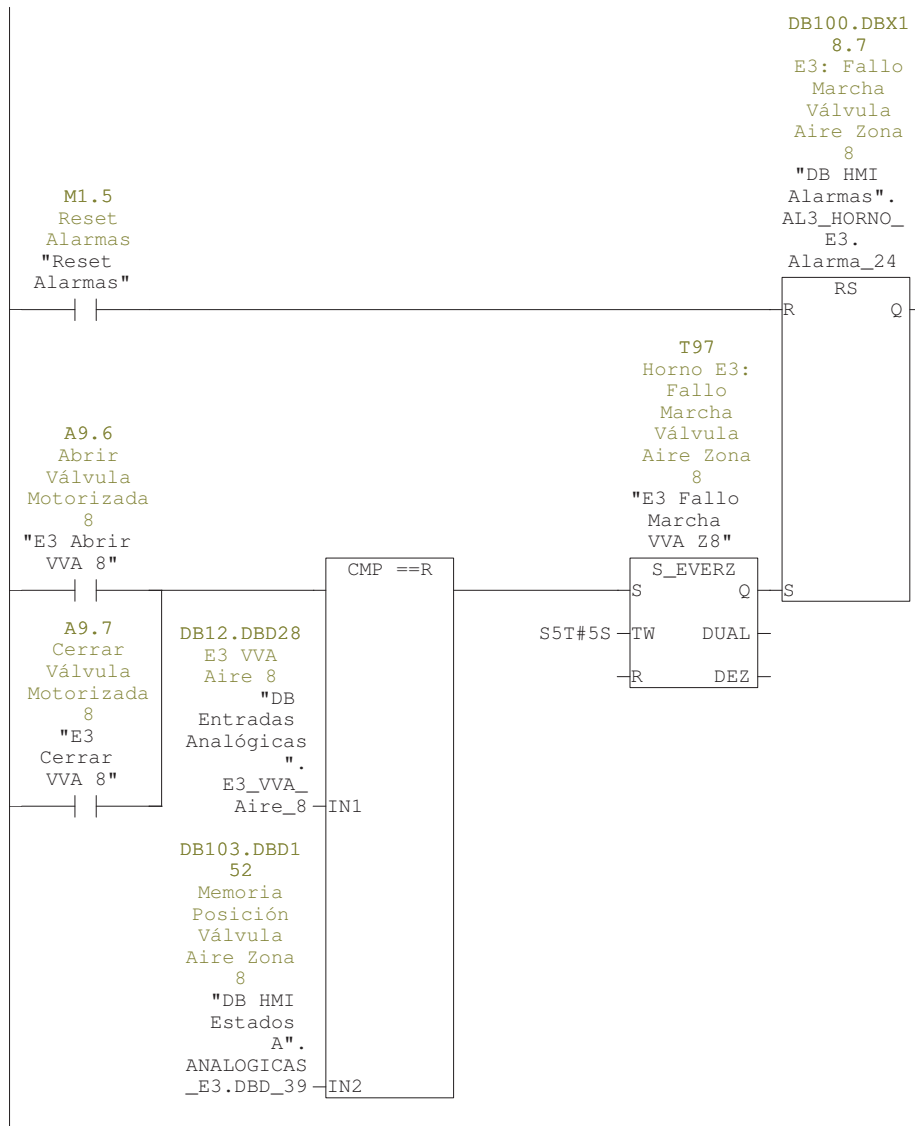 DB100.DBX1
8.7
E3: Fallo
Marcha
Válvula
Aire Zona
8
"DB HMI
Alarmas".
AL3_HORNO_
E3.
Alarma_24
M1.5
Reset
Alarmas
"Reset
Alarmas"
RS
R Q
T97
Horno E3:
Fallo
Marcha
Válvula
Aire Zona
8
"E3 Fallo
Marcha
VVA Z8"
A9.6
Abrir
Válvula
Motorizada
8
"E3 Abrir
VVA 8"
CMP ==R
S_EVERZ
S Q
S
S5T#5S TW DUAL
R DEZ
A9.7
Cerrar
Válvula
Motorizada
8
"E3
Cerrar
VVA 8"
DB12.DBD28
E3 VVA
Aire 8
"DB
Entradas
Analógicas
".
E3_VVA_
Aire_8 IN1
DB103.DBD1
52
Memoria
Posición
Válvula
Aire Zona
8
"DB HMI
Estados
A".
ANALOGICAS
_E3.DBD_39 IN2